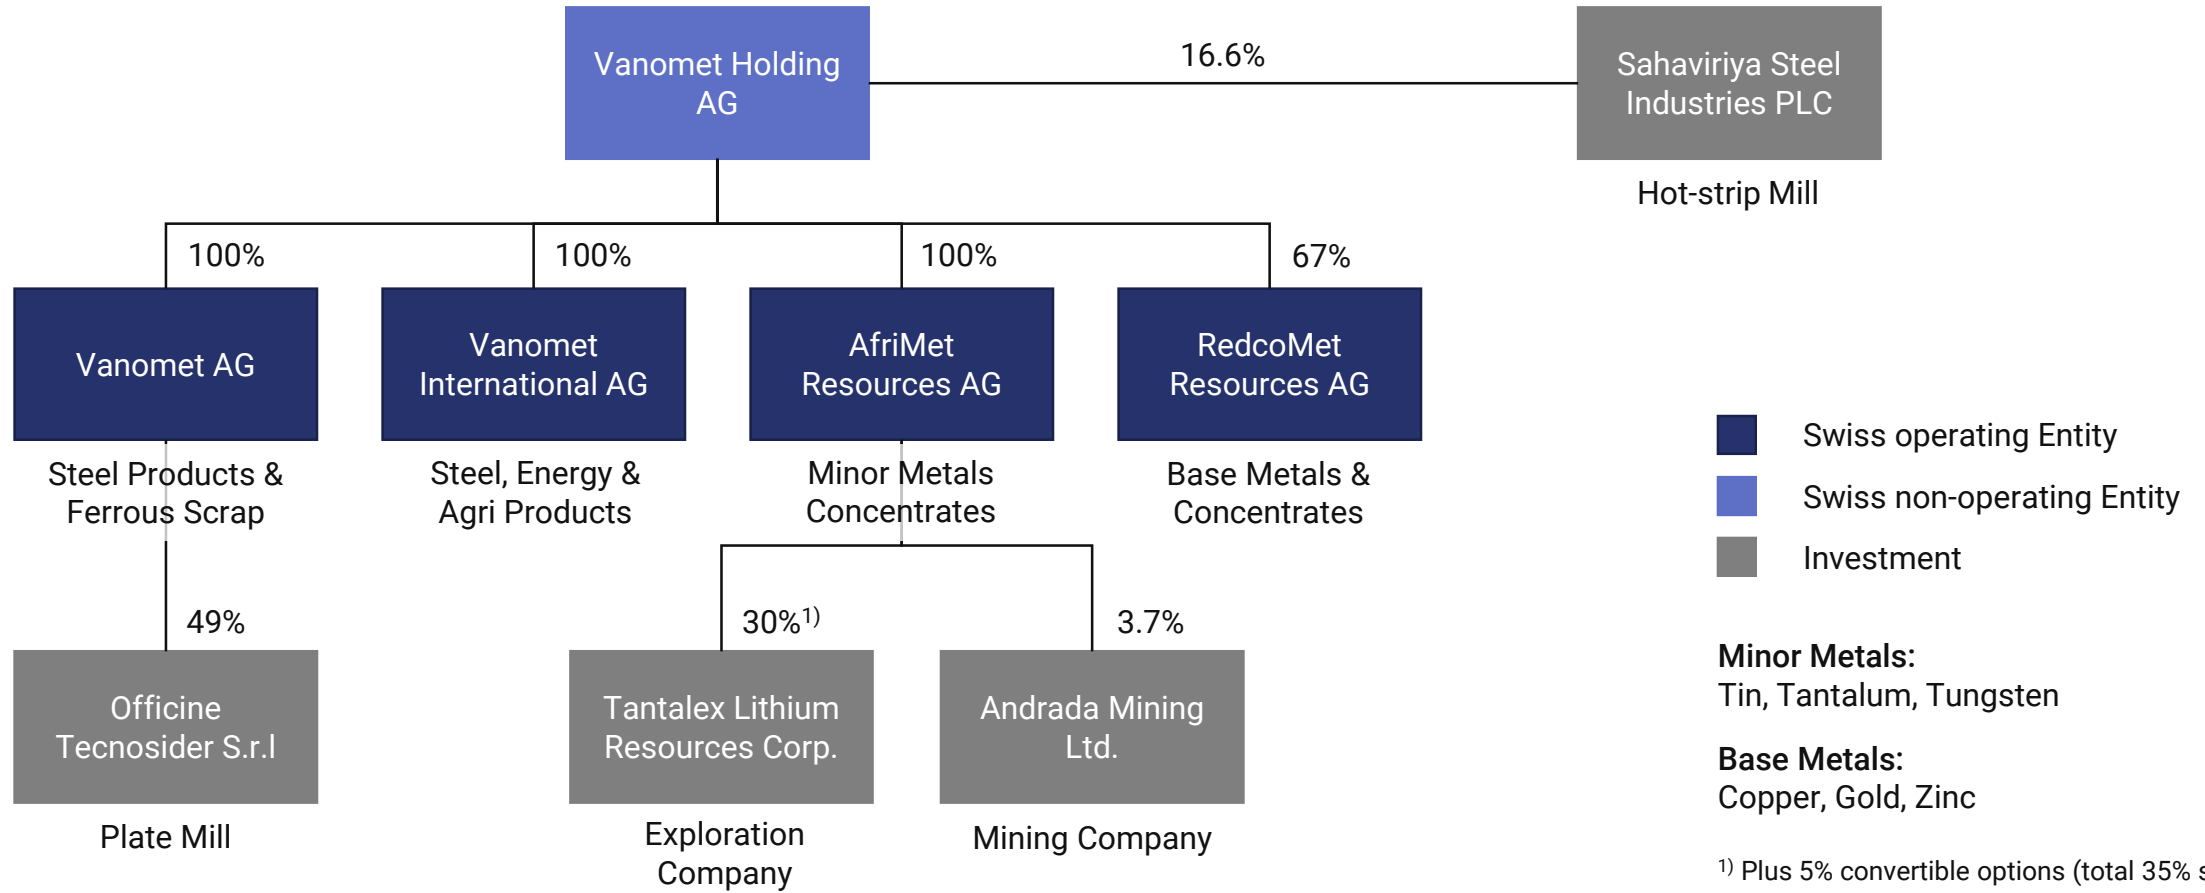 Vanomet Holding
AG
16.6%
Sahaviriya Steel
Industries PLC
Hot-strip Mill
100%
100%
100%
67%
Vanomet AG
Vanomet
International AG
AfriMet
Resources AG
RedcoMet
Resources AG
Steel Products &
Ferrous Scrap
Steel, Energy &
Agri Products
Minor Metals
Concentrates
Base Metals &
Concentrates
49%
30%¹⁾
3.7%
Officine
Tecnosider S.r.l
Tantalex Lithium
Resources Corp.
Andrada Mining
Ltd.
Plate Mill
Exploration
Company
Mining Company
Swiss operating Entity
Swiss non-operating Entity
Investment
Minor Metals:
Tin, Tantalum, Tungsten
Base Metals:
Copper, Gold, Zinc
¹⁾ Plus 5% convertible options (total 35% s